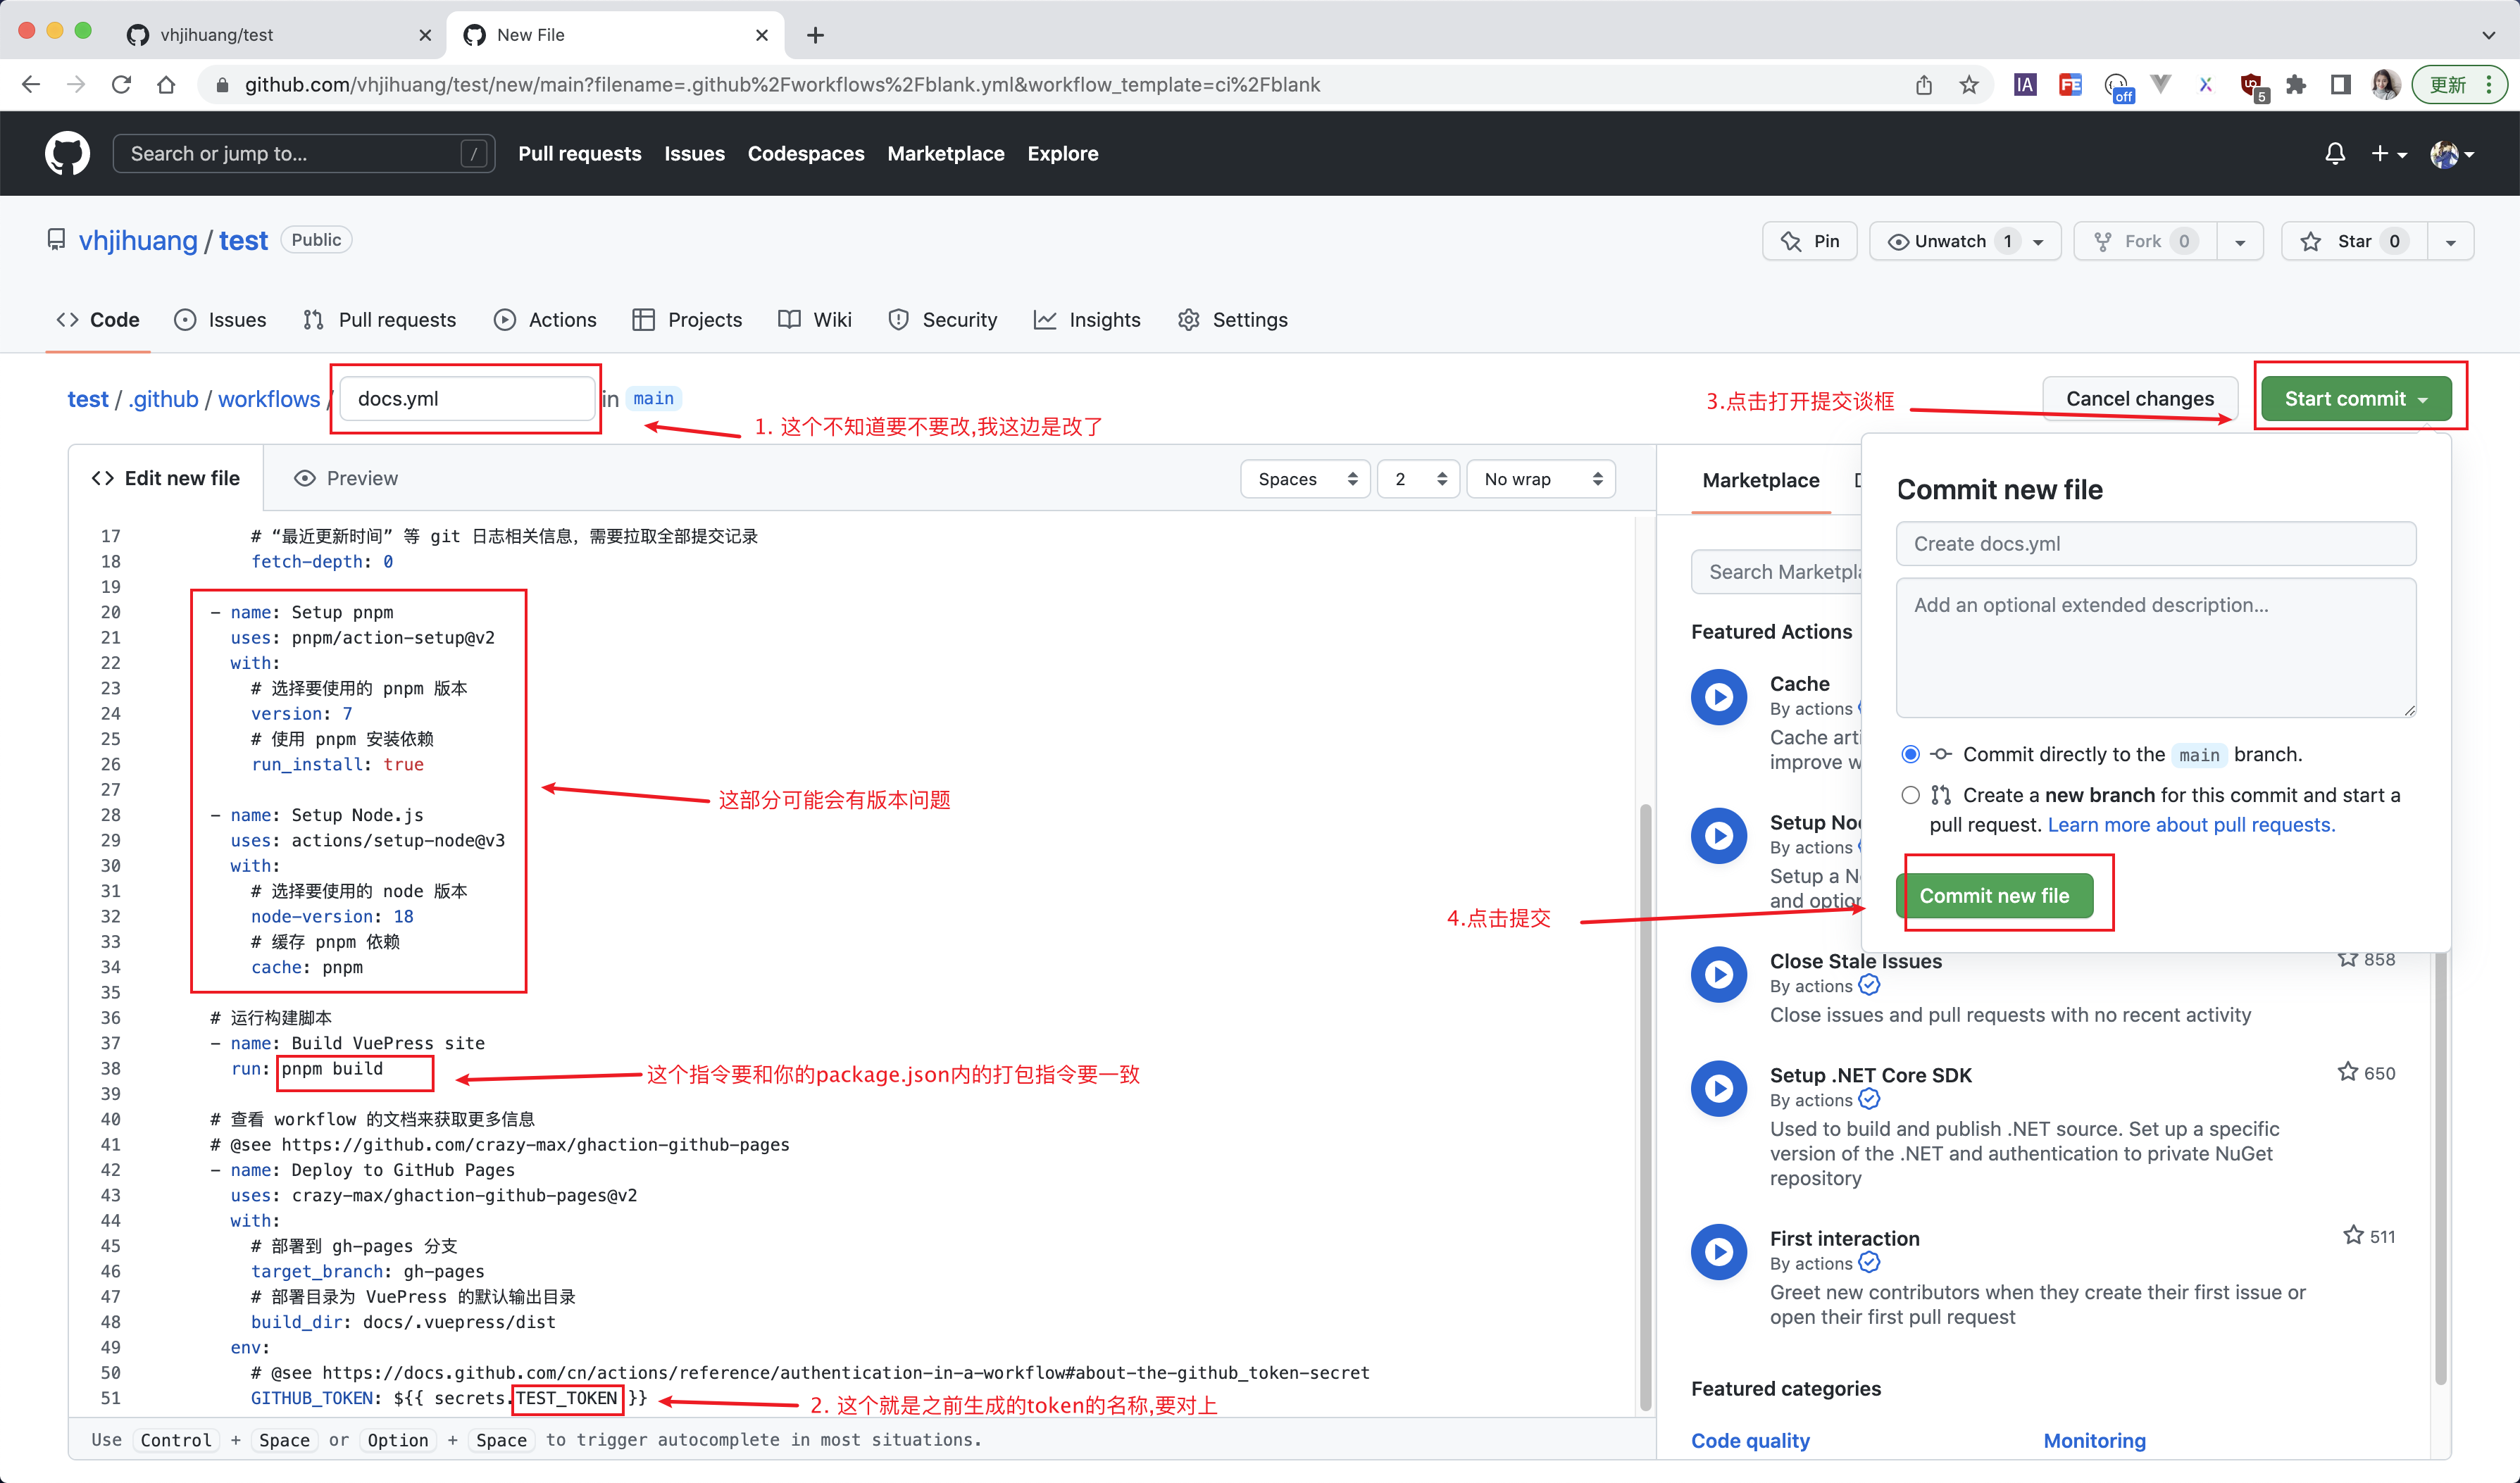 vhjihuang/test
New File
github.com/vhjihuang/test/new/main?filename=.github%2Fworkflows%2Fblank.yml&workflow_template=ci%2Fblank
IA
FE
off
5
更新
Search or jump to...
/
Pull requests
Issues
Codespaces
Marketplace
Explore
vhjihuang / test
Public
Pin
Unwatch 1
Fork 0
Star 0
Code
Issues
Pull requests
Actions
Projects
Wiki
Security
Insights
Settings
test / .github / workflows /
docs.yml
in main
1. 这个不知道要不要改,我这边是改了
3.点击打开提交谈框
Cancel changes
Start commit
Edit new file
Preview
Spaces
2
No wrap
17 # “最近更新时间” 等 git 日志相关信息，需要拉取全部提交记录
18 fetch-depth: 0
19
20 - name: Setup pnpm
21 uses: pnpm/action-setup@v2
22 with:
23 # 选择要使用的 pnpm 版本
24 version: 7
25 # 使用 pnpm 安装依赖
26 run_install: true
27
28 - name: Setup Node.js
29 uses: actions/setup-node@v3
30 with:
31 # 选择要使用的 node 版本
32 node-version: 18
33 # 缓存 pnpm 依赖
34 cache: pnpm
35
36 # 运行构建脚本
37 - name: Build VuePress site
38 run: pnpm build
39
40 # 查看 workflow 的文档来获取更多信息
41 # @see https://github.com/crazy-max/ghaction-github-pages
42 - name: Deploy to GitHub Pages
43 uses: crazy-max/ghaction-github-pages@v2
44 with:
45 # 部署到 gh-pages 分支
46 target_branch: gh-pages
47 # 部署目录为 VuePress 的默认输出目录
48 build_dir: docs/.vuepress/dist
49 env:
50 # @see https://docs.github.com/cn/actions/reference/authentication-in-a-workflow#about-the-github_token-secret
51 GITHUB_TOKEN: ${{ secrets.TEST_TOKEN }}
这部分可能会有版本问题
这个指令要和你的package.json内的打包指令要一致
2. 这个就是之前生成的token的名称,要对上
4.点击提交
Use Control + Space or Option + Space to trigger autocomplete in most situations.
Marketplace
Search Marketpla
Featured Actions
Cache
By actions
Cache arti
improve w
Setup Noc
By actions
Setup a N
and option
Close Stale Issues
858
By actions
Close issues and pull requests with no recent activity
Setup .NET Core SDK
650
By actions
Used to build and publish .NET source. Set up a specific
version of the .NET and authentication to private NuGet
repository
First interaction
511
By actions
Greet new contributors when they create their first issue or
open their first pull request
Featured categories
Code quality
Monitoring
Commit new file
Create docs.yml
Add an optional extended description...
Commit directly to the main branch.
Create a new branch for this commit and start a
pull request. Learn more about pull requests.
Commit new file